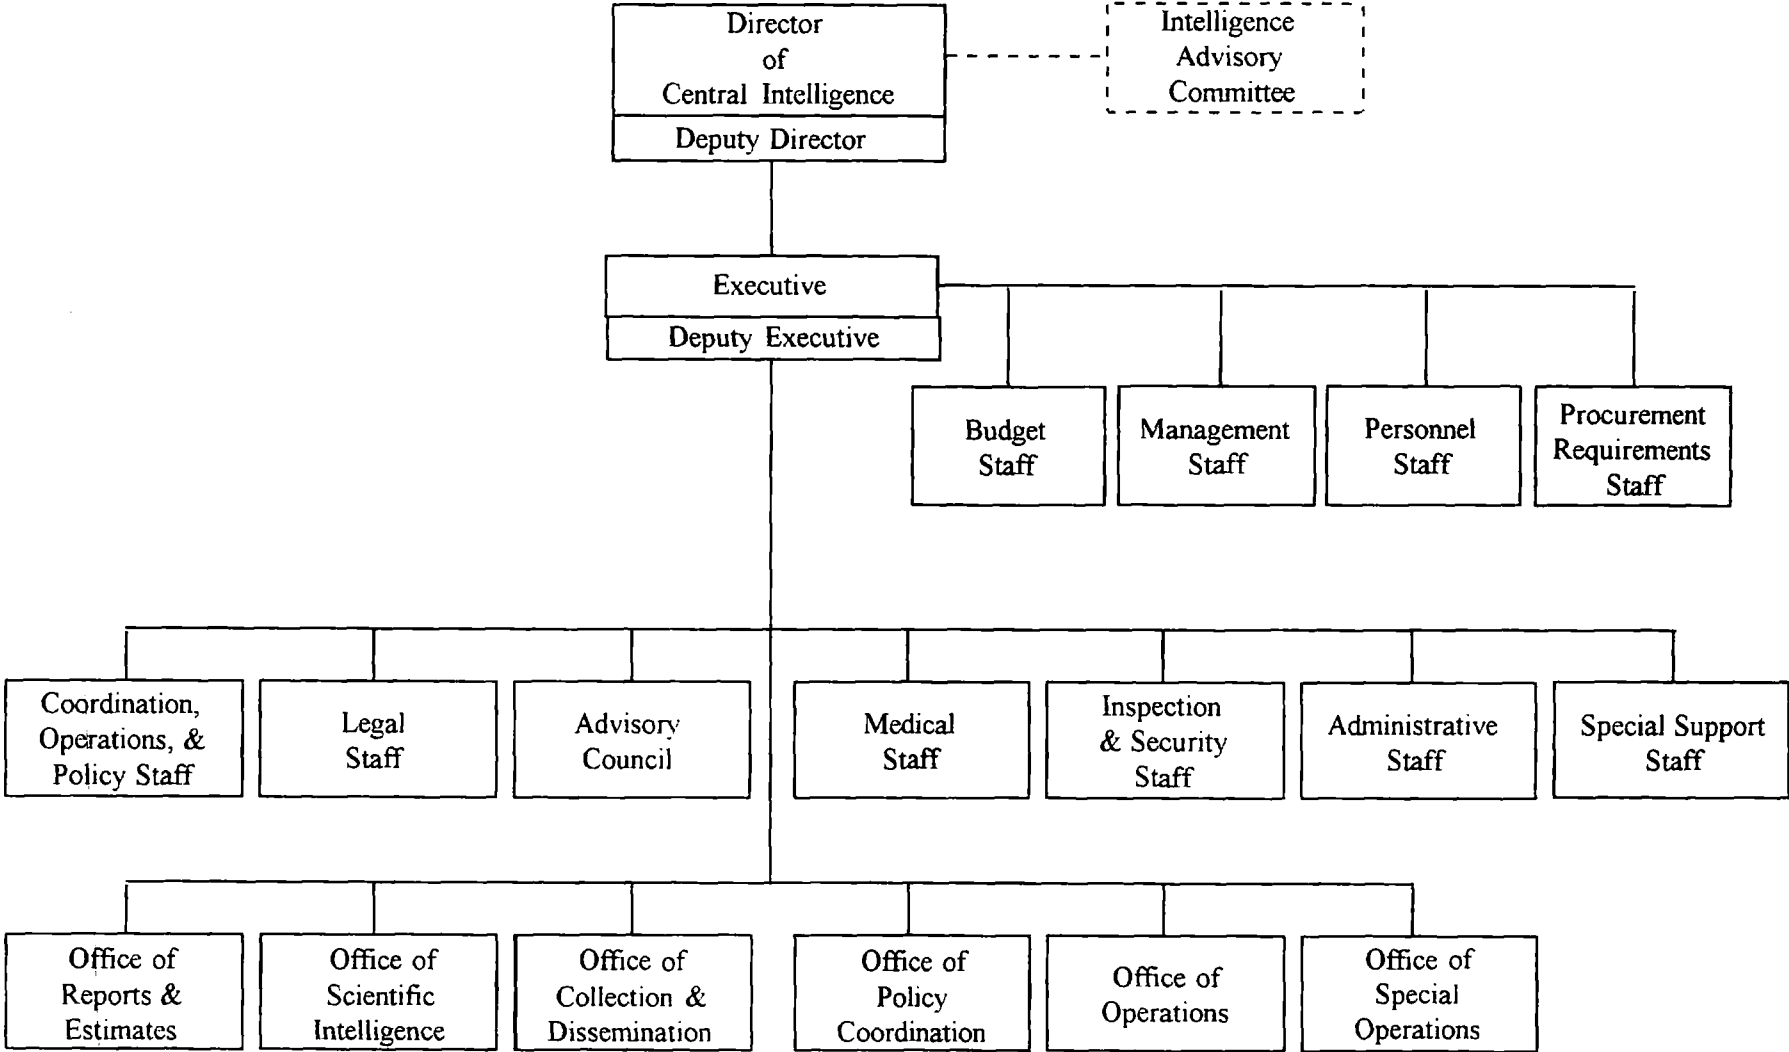 Director
of
Central Intelligence
Deputy Director
Intelligence
Advisory
Committee
Executive
Deputy Executive
Budget
Staff
Management
Staff
Personnel
Staff
Procurement
Requirements
Staff
Coordination,
Operations, &
Policy Staff
Legal
Staff
Advisory
Council
Medical
Staff
Inspection
& Security
Staff
Administrative
Staff
Special Support
Staff
Office of
Reports &
Estimates
Office of
Scientific
Intelligence
Office of
Collection &
Dissemination
Office of
Policy
Coordination
Office of
Operations
Office of
Special
Operations